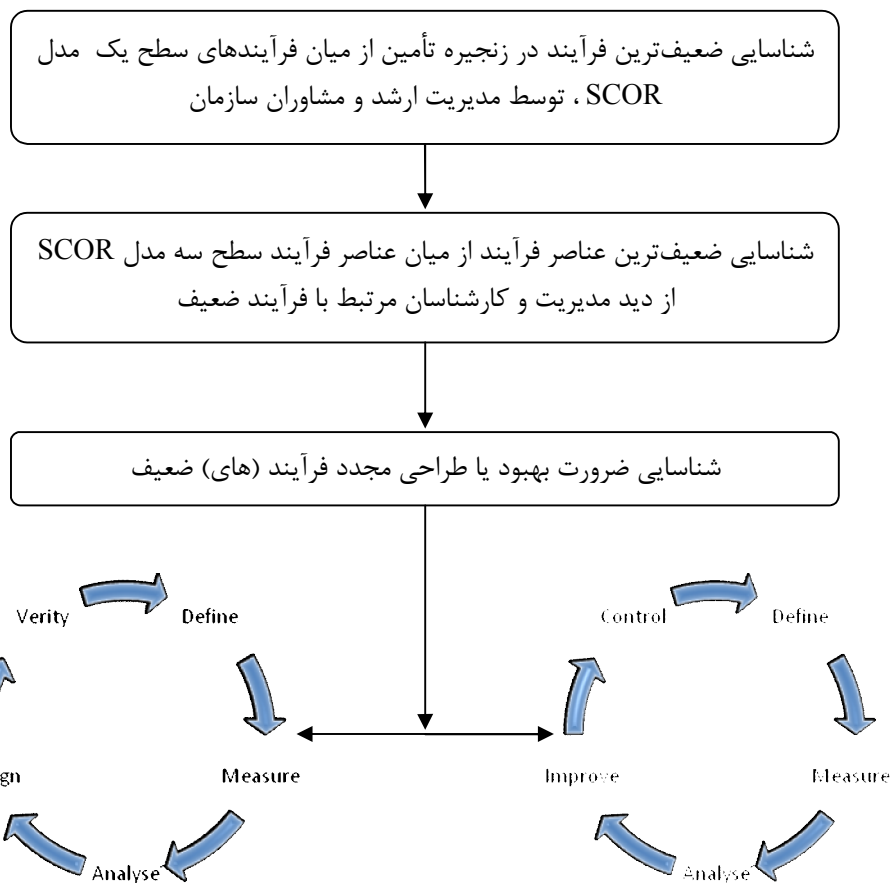 شناسایی ضعیف‌ترین فرآیند در زنجیره تأمین از میان فرآیندهای سطح یک مدل
SCOR ، توسط مدیریت ارشد و مشاوران سازمان
شناسایی ضعیف‌ترین عناصر فرآیند از میان عناصر فرآیند سطح سه مدل SCOR
از دید مدیریت و کارشناسان مرتبط با فرآیند ضعیف
شناسایی ضرورت بهبود یا طراحی مجدد فرآیند (های) ضعیف
Verity
Define
Measure
Analyse
gn
Control
Define
Measure
Analyse
Improve